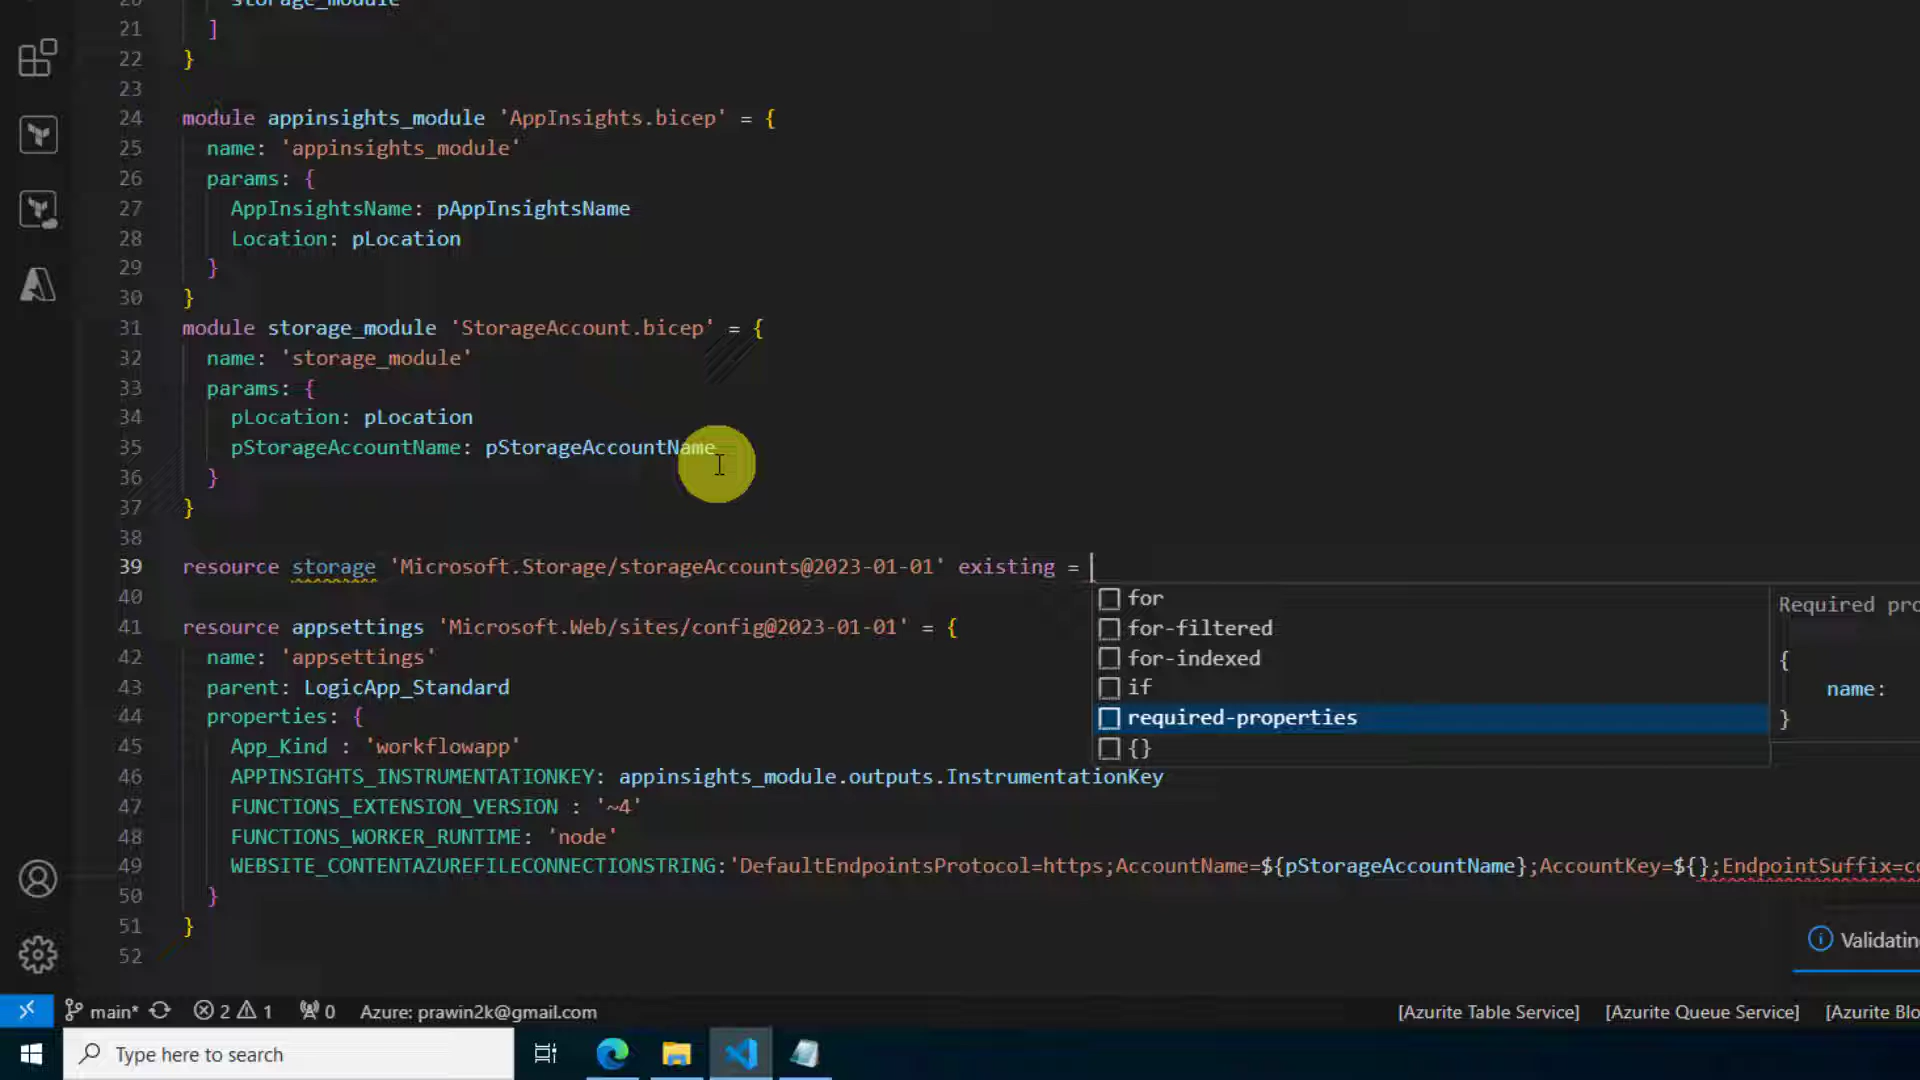 20 storage_module
21 ]
22 }
23
24 module appinsights_module 'AppInsights.bicep' = {
25 name: 'appinsights_module'
26 params: {
27 AppInsightsName: pAppInsightsName
28 Location: pLocation
29 }
30 }
31 module storage_module 'StorageAccount.bicep' = {
32 name: 'storage_module'
33 params: {
34 pLocation: pLocation
35 pStorageAccountName: pStorageAccountName
36 }
37 }
38
39 resource storage 'Microsoft.Storage/storageAccounts@2023-01-01' existing =
for
40
for-filtered
Required pro
41 resource appsettings 'Microsoft.Web/sites/config@2023-01-01' = {
42 name: 'appsettings'
for-indexed
{
43 parent: LogicApp_Standard
if
name:
44 properties: {
required-properties
}
45 App_Kind : 'workflowapp'
{}
46 APPINSIGHTS_INSTRUMENTATIONKEY: appinsights_module.outputs.InstrumentationKey
47 FUNCTIONS_EXTENSION_VERSION : '~4'
48 FUNCTIONS_WORKER_RUNTIME: 'node'
49 WEBSITE_CONTENTAZUREFILECONNECTIONSTRING:'DefaultEndpointsProtocol=https;AccountName=${pStorageAccountName};AccountKey=${};EndpointSuffix=co
50 }
51 }
52
Validating
main* 2 1 0 Azure: prawin2k@gmail.com [Azurite Table Service] [Azurite Queue Service] [Azurite Blo
Type here to search